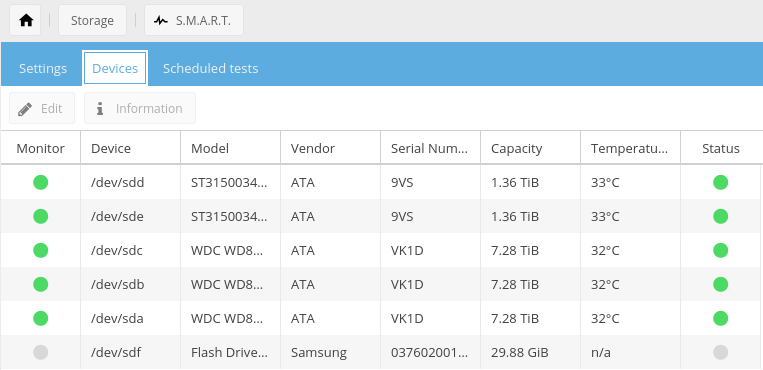 Storage S.M.A.R.T.
Settings Devices Scheduled tests
Edit Information
Monitor Device Model Vendor Serial Num... Capacity Temperatu... Status
/dev/sdd ST3150034... ATA 9VS 1.36 TiB 33°C
/dev/sde ST3150034... ATA 9VS 1.36 TiB 33°C
/dev/sdc WDC WD8... ATA VK1D 7.28 TiB 32°C
/dev/sdb WDC WD8... ATA VK1D 7.28 TiB 32°C
/dev/sda WDC WD8... ATA VK1D 7.28 TiB 32°C
/dev/sdf Flash Drive... Samsung 037602001... 29.88 GiB n/a